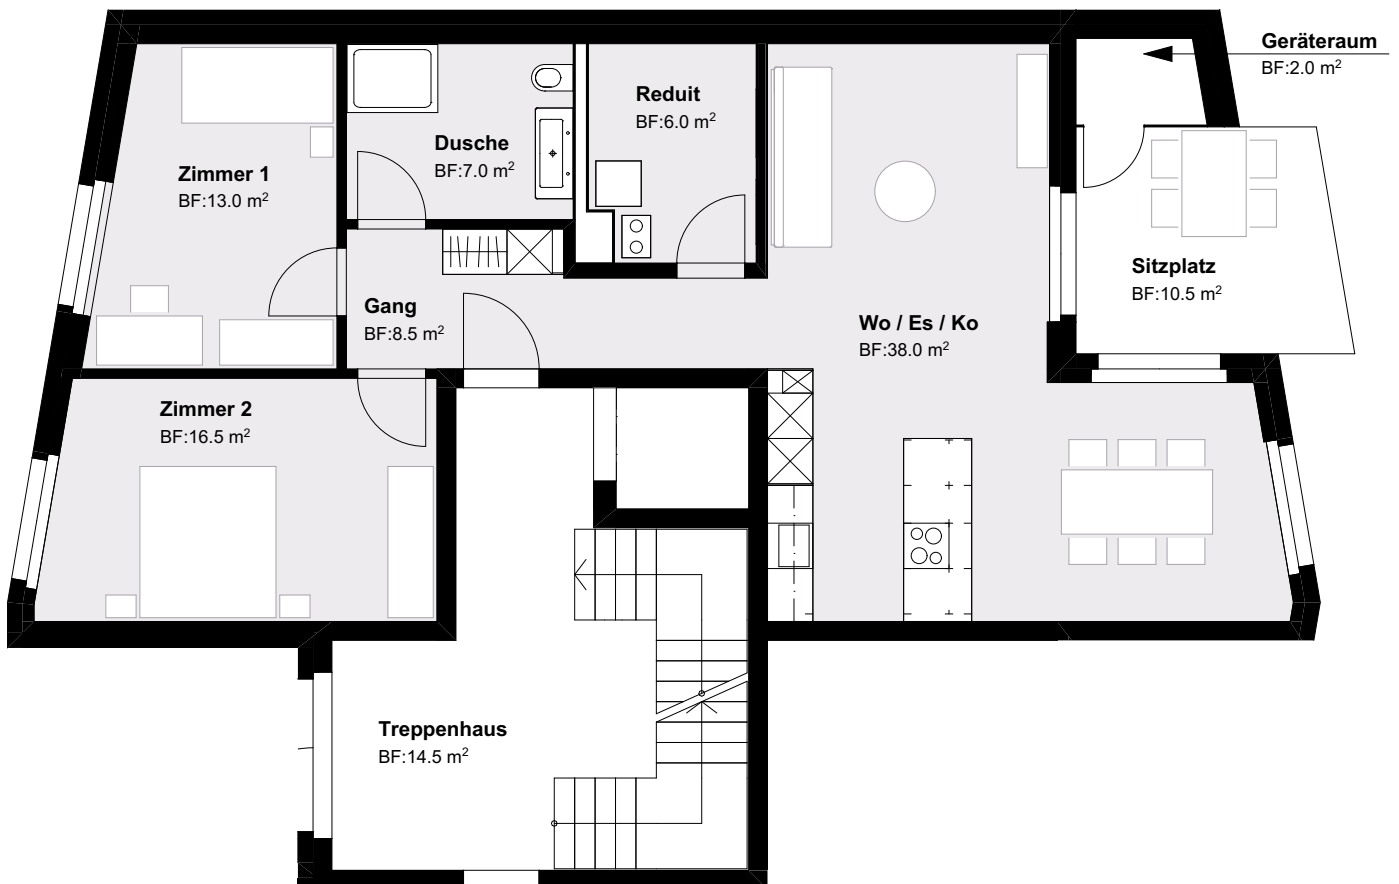 Geräteraum
BF:2.0 m²
Reduit
BF:6.0 m²
Dusche
BF:7.0 m²
Zimmer 1
BF:13.0 m²
Sitzplatz
BF:10.5 m²
Gang
BF:8.5 m²
Wo / Es / Ko
BF:38.0 m²
Zimmer 2
BF:16.5 m²
Treppenhaus
BF:14.5 m²